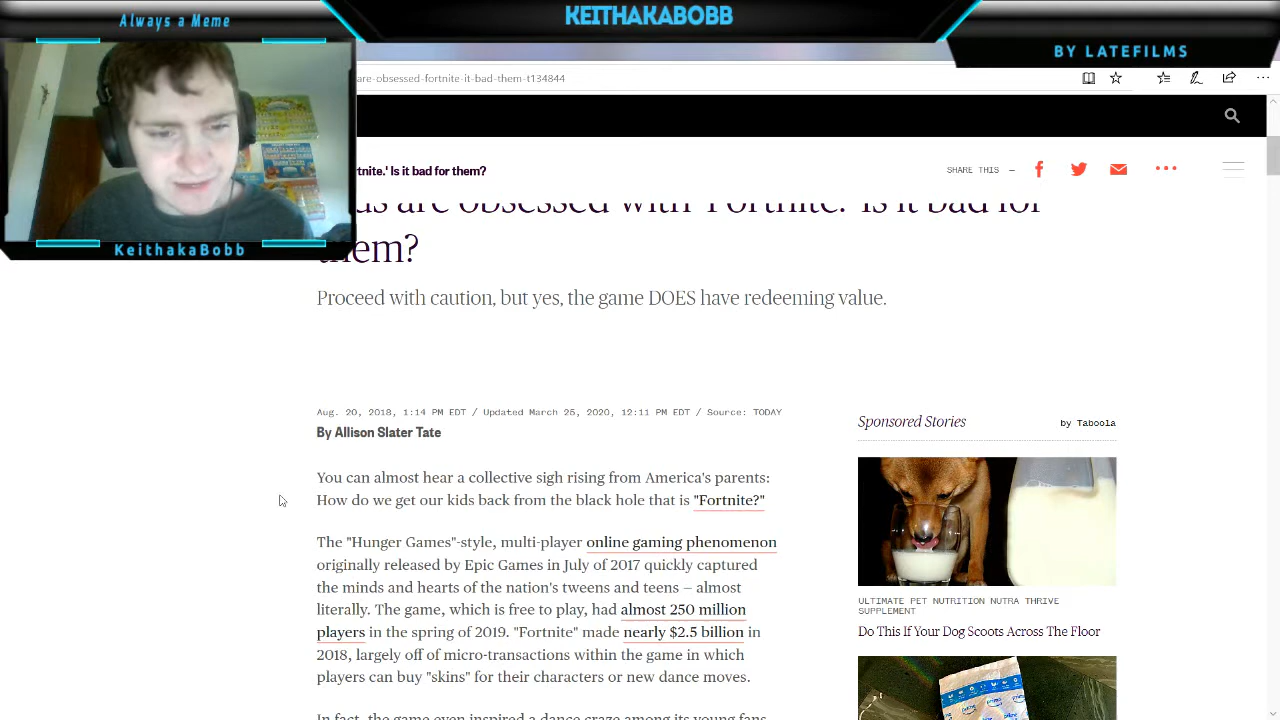 Always a Meme
KEITHAKABOBB
BY LATEFILMS
are-obsessed-fortnite-it-bad-them-t134844
KeithakaBobb
tnite.' Is it bad for them?
SHARE THIS –
are obsessed with 'Fortnite.' Is it bad for
them?
Proceed with caution, but yes, the game DOES have redeeming value.
Aug. 20, 2018, 1:14 PM EDT / Updated March 25, 2020, 12:11 PM EDT / Source: TODAY
By Allison Slater Tate
You can almost hear a collective sigh rising from America's parents:
How do we get our kids back from the black hole that is "Fortnite?"
The "Hunger Games"-style, multi-player online gaming phenomenon
originally released by Epic Games in July of 2017 quickly captured
the minds and hearts of the nation's tweens and teens — almost
literally. The game, which is free to play, had almost 250 million
players in the spring of 2019. "Fortnite" made nearly $2.5 billion in
2018, largely off of micro-transactions within the game in which
players can buy "skins" for their characters or new dance moves.
In fact, the game even inspired a dance craze among its young fans
Sponsored Stories
by Taboola
ULTIMATE PET NUTRITION NUTRA THRIVE
SUPPLEMENT
Do This If Your Dog Scoots Across The Floor